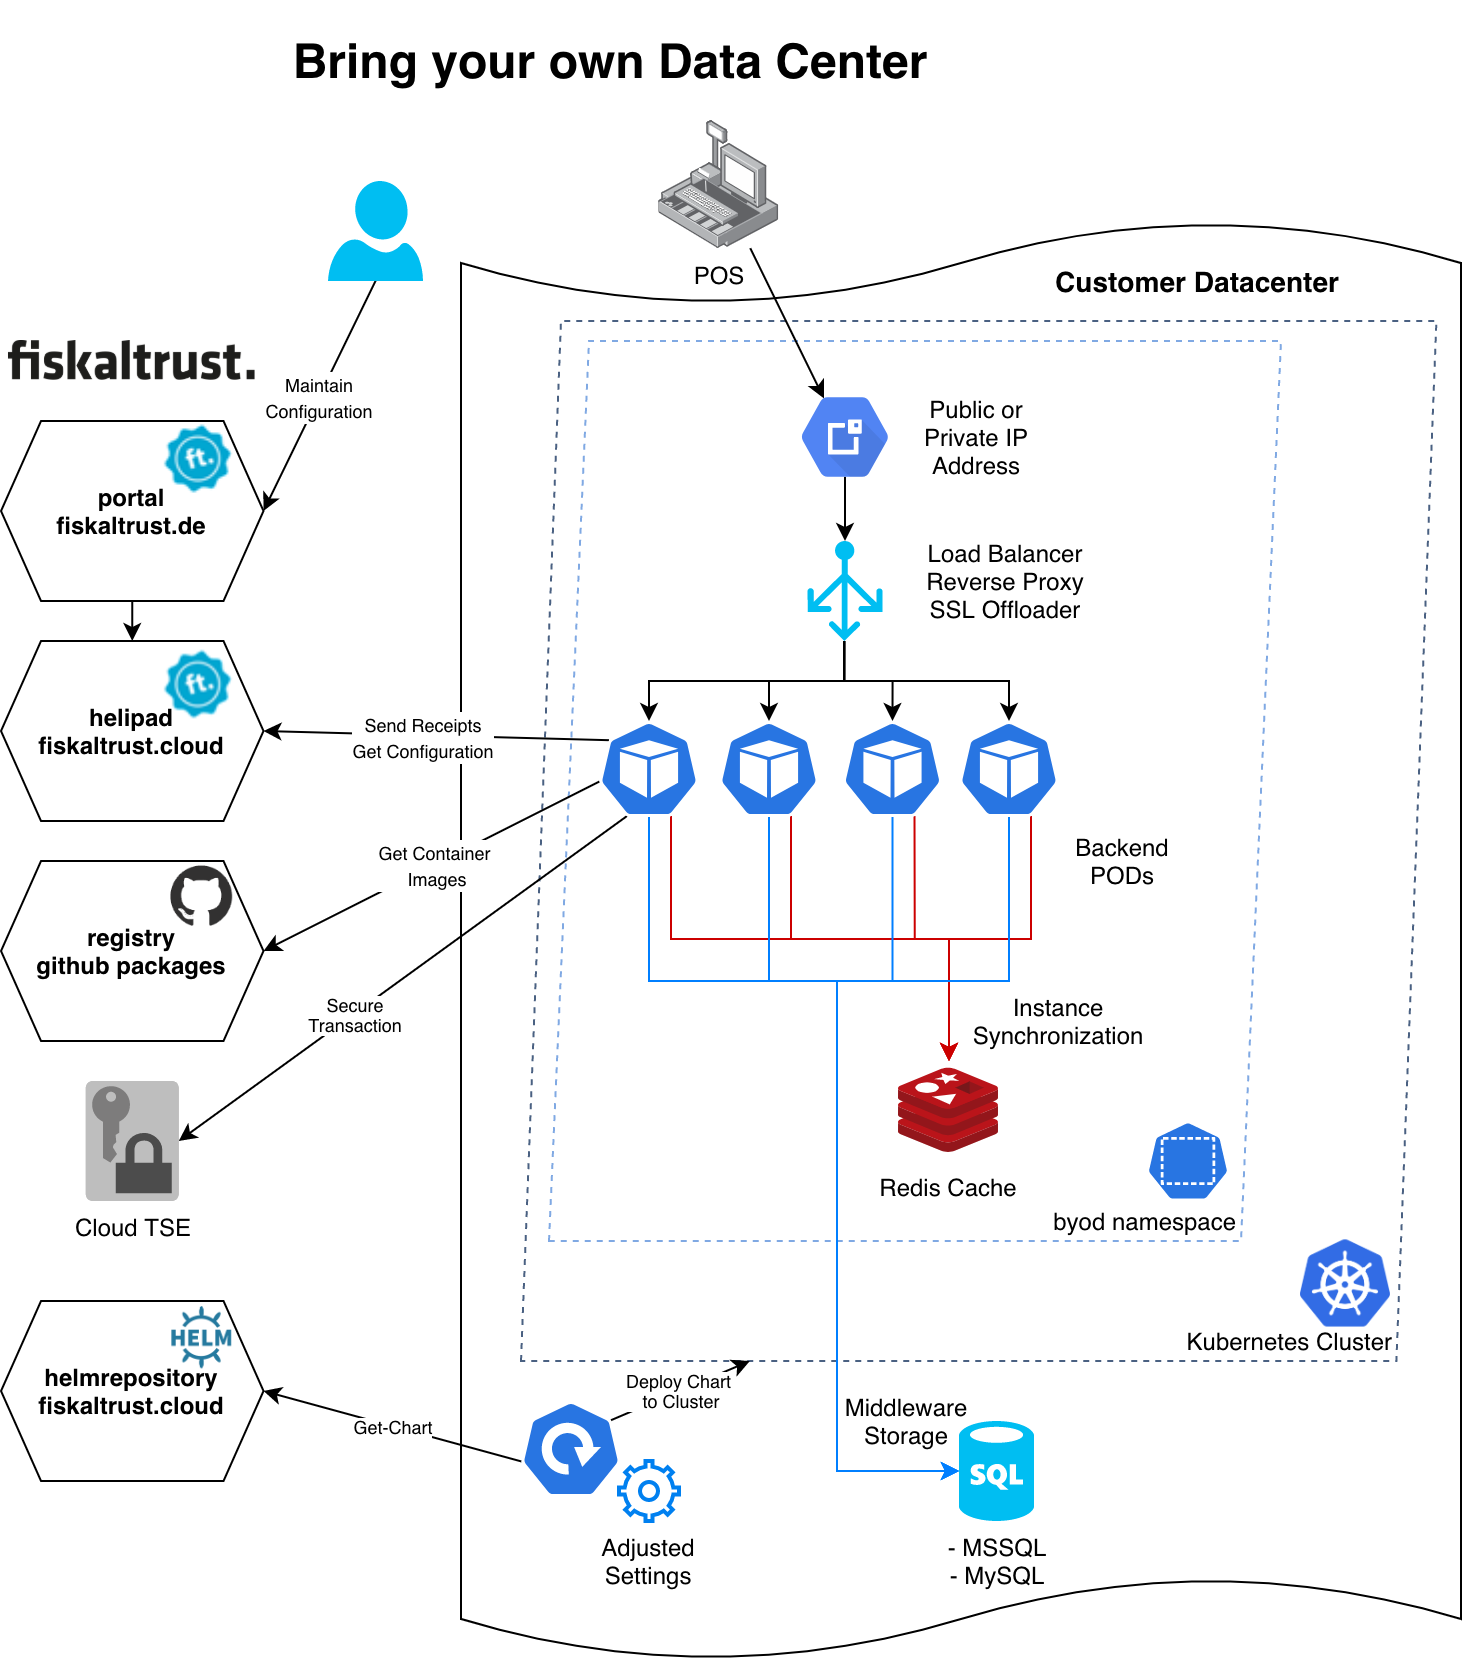 Bring your own Data Center
POS
Customer Datacenter
fiskaltrust.
Maintain
Configuration
ft.
portal
fiskaltrust.de
Public or
Private IP
Address
Load Balancer
Reverse Proxy
SSL Offloader
ft.
helipad
fiskaltrust.cloud
Send Receipts
Get Configuration
Get Container
Images
Backend
PODs
registry
github packages
Secure
Transaction
Instance
Synchronization
Cloud TSE
Redis Cache
byod namespace
Kubernetes Cluster
HELM
helmrepository
fiskaltrust.cloud
Get-Chart
Deploy Chart
to Cluster
Middleware
Storage
SQL
Adjusted
Settings
- MSSQL
- MySQL